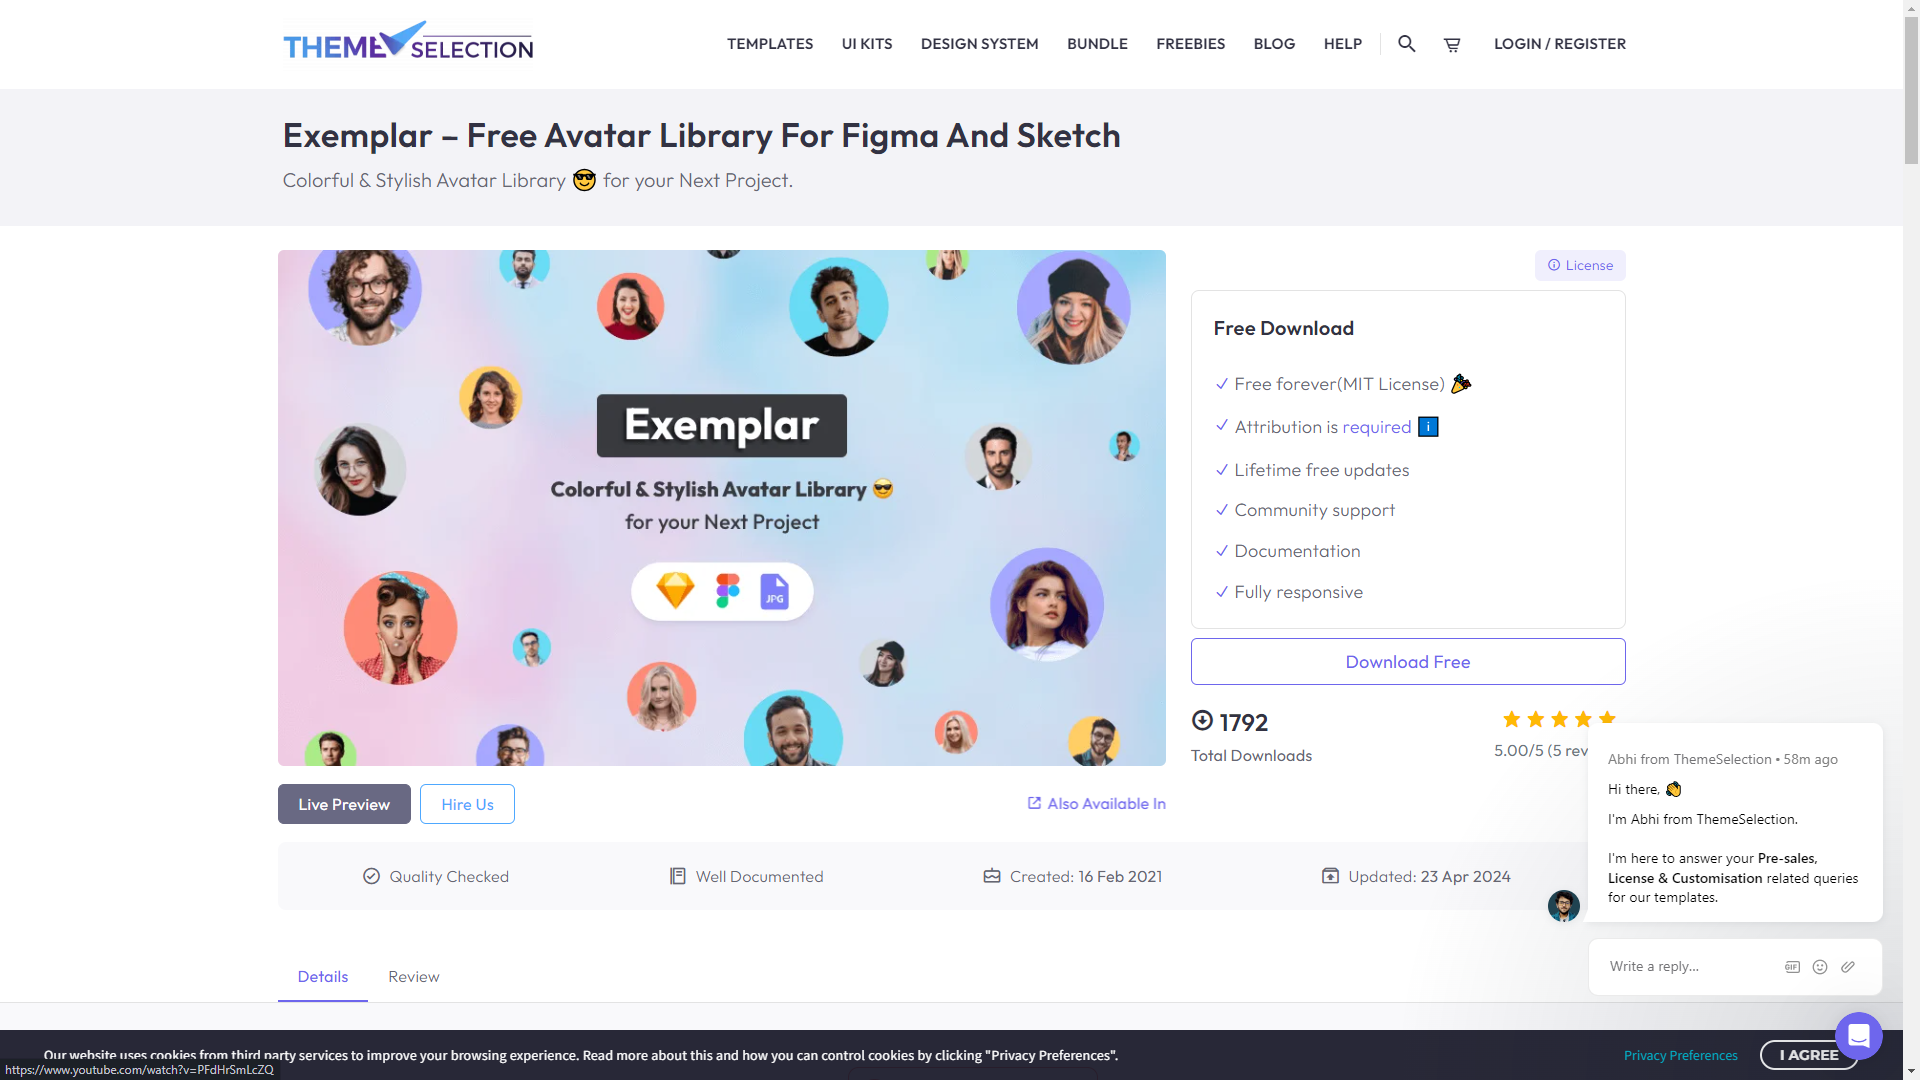 THEMESELECTION
TEMPLATES
UI KITS
DESIGN SYSTEM
BUNDLE
FREEBIES
BLOG
HELP
LOGIN / REGISTER
Exemplar – Free Avatar Library For Figma And Sketch
Colorful & Stylish Avatar Library 😎 for your Next Project.
Exemplar
Colorful & Stylish Avatar Library 😎
for your Next Project
JPG
License
Free Download
Free forever(MIT License) 🎉
Attribution is required ℹ️
Lifetime free updates
Community support
Documentation
Fully responsive
Download Free
1792
Total Downloads
5.00/5 (5 rev
Live Preview
Hire Us
Also Available In
Quality Checked
Well Documented
Created: 16 Feb 2021
Updated: 23 Apr 2024
Abhi from ThemeSelection • 58m ago
Hi there, 👋
I'm Abhi from ThemeSelection.
I'm here to answer your Pre-sales,
License & Customisation related queries
for our templates.
Write a reply...
GIF
Details
Review
Our website uses cookies from third party services to improve your browsing experience. Read more about this and how you can control cookies by clicking "Privacy Preferences".
Privacy Preferences
I AGREE
https://www.youtube.com/watch?v=PFdHrSmLcZQ